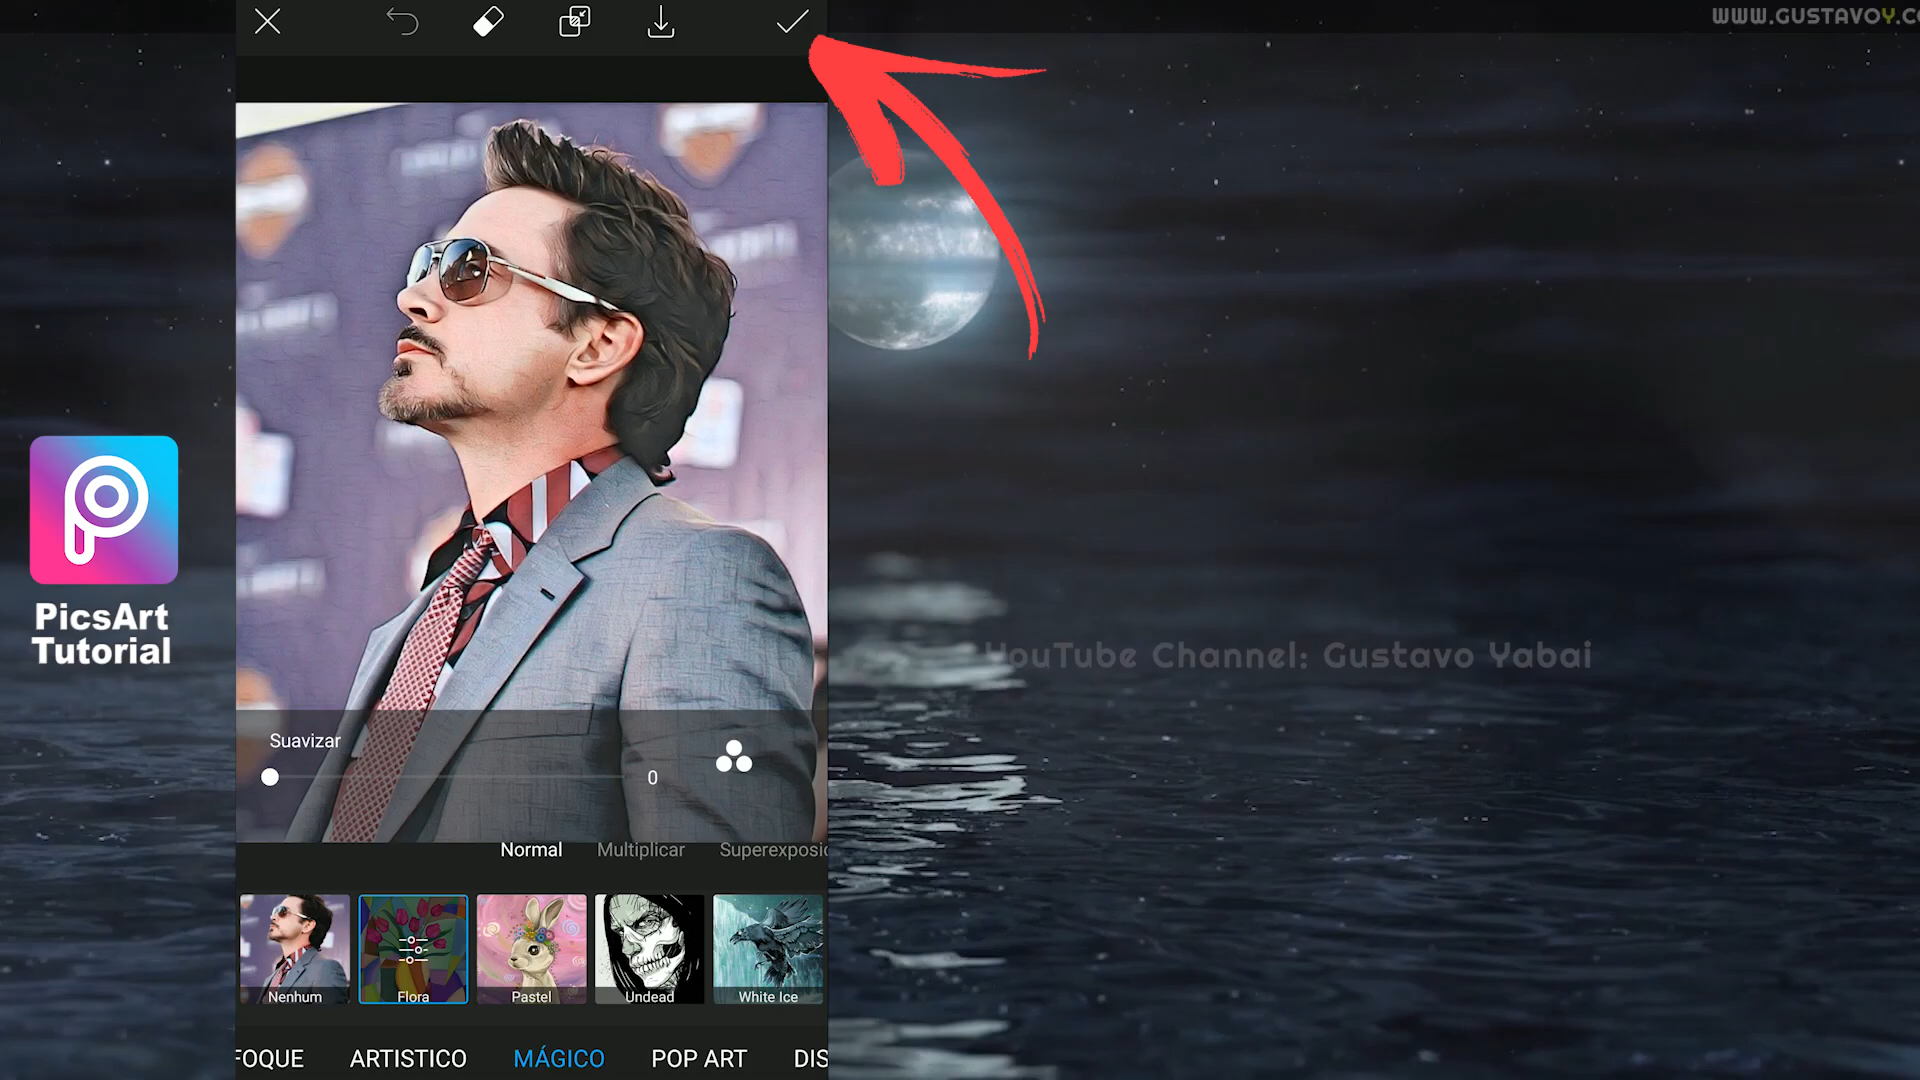 WWW.GUSTAVOY.C
PicsArt
Tutorial
YouTube Channel: Gustavo Yabai
Suavizar
0
Normal Multiplicar Superexposiç
Nenhum Flora Pastel Undead White Ice
FOQUE ARTISTICO MÁGICO POP ART DIS